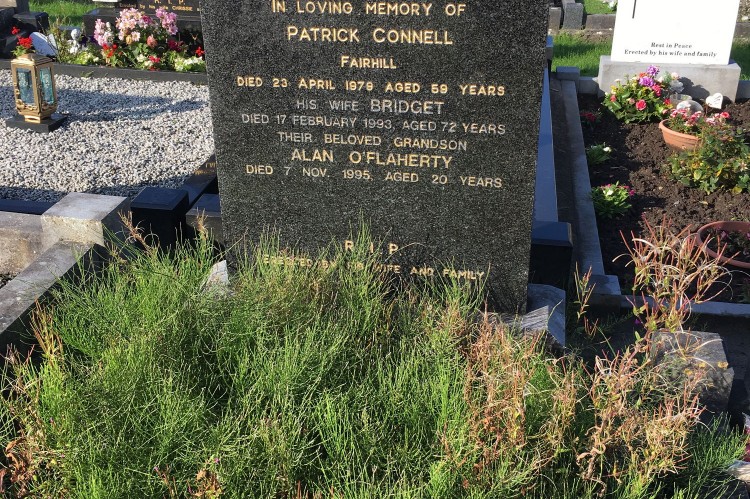 IN LOVING MEMORY OF
PATRICK CONNELL
FAIRHILL
DIED 23 APRIL 1979 AGED 59 YEARS
HIS WIFE BRIDGET
DIED 17 FEBRUARY 1993, AGED 72 YEARS
THEIR BELOVED GRANDSON
ALAN O'FLAHERTY
DIED 7 NOV. 1995, AGED 20 YEARS
R.I.P.
ERECTED BY HIS WIFE AND FAMILY
Rest in Peace
Erected by his wife and family
R.I.P.